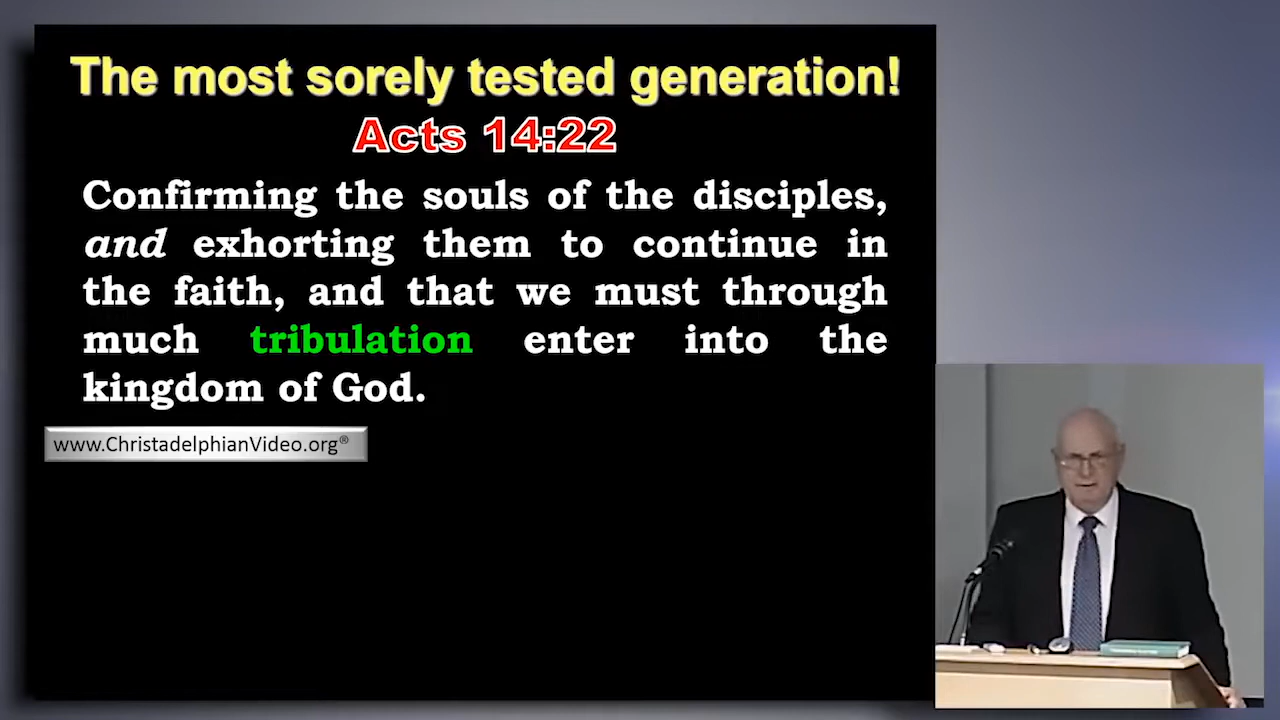 The most sorely tested generation!
Acts 14:22
Confirming the souls of the disciples,
and exhorting them to continue in
the faith, and that we must through
much tribulation enter into the
kingdom of God.
www.ChristadelphianVideo.org®